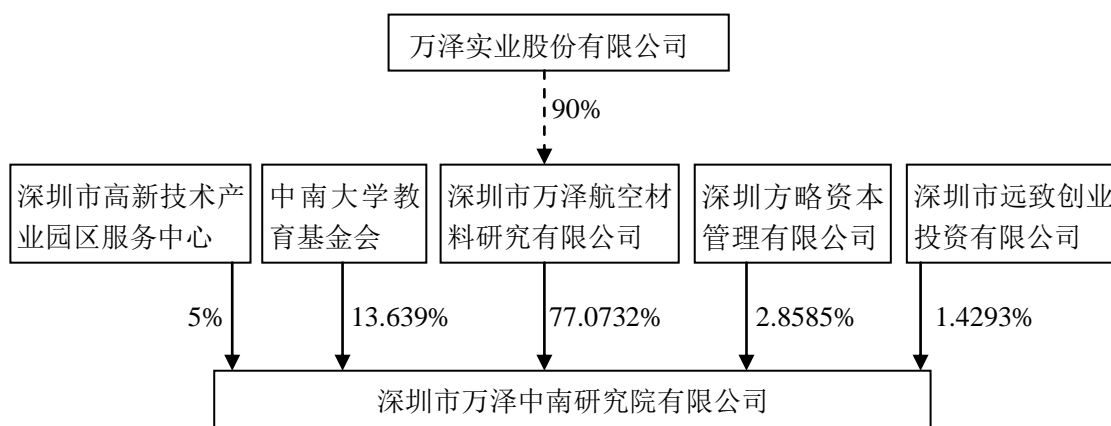 万泽实业股份有限公司
90%
深圳市高新技术产
业园区服务中心
中南大学教
育基金会
深圳市万泽航空材
料研究有限公司
深圳方略资本
管理有限公司
深圳市远致创业
投资有限公司
5%
13.639%
77.0732%
2.8585%
1.4293%
深圳市万泽中南研究院有限公司